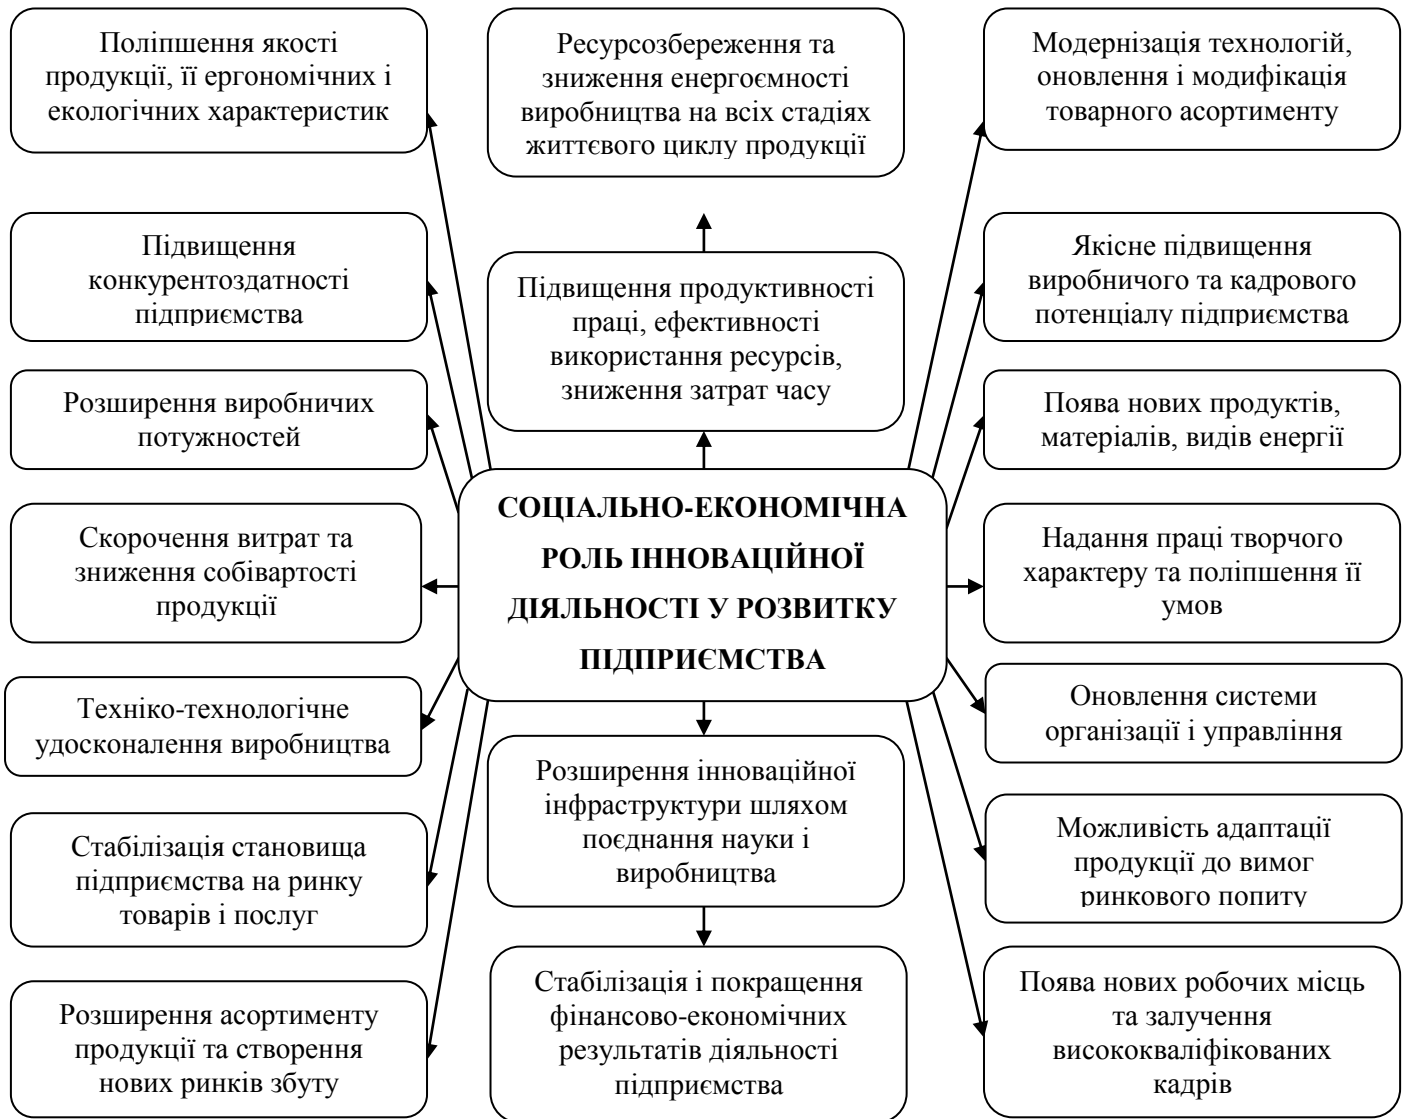 Поліпшення якості
продукції, її ергономічних і
екологічних характеристик
Ресурсозбереження та
зниження енергоємності
виробництва на всіх стадіях
життєвого циклу продукції
Модернізація технологій,
оновлення і модифікація
товарного асортименту
Підвищення
конкурентоздатності
підприємства
Підвищення продуктивності
праці, ефективності
використання ресурсів,
зниження затрат часу
Якісне підвищення
виробничого та кадрового
потенціалу підприємства
Розширення виробничих
потужностей
Поява нових продуктів,
матеріалів, видів енергії
Скорочення витрат та
зниження собівартості
продукції
СОЦІАЛЬНО-ЕКОНОМІЧНА
РОЛЬ ІННОВАЦІЙНОЇ
ДІЯЛЬНОСТІ У РОЗВИТКУ
ПІДПРИЄМСТВА
Надання праці творчого
характеру та поліпшення її
умов
Техніко-технологічне
удосконалення виробництва
Оновлення системи
організації і управління
Розширення інноваційної
інфраструктури шляхом
поєднання науки і
виробництва
Стабілізація становища
підприємства на ринку
товарів і послуг
Можливість адаптації
продукції до вимог
ринкового попиту
Розширення асортименту
продукції та створення
нових ринків збуту
Стабілізація і покращення
фінансово-економічних
результатів діяльності
підприємства
Поява нових робочих місць
та залучення
висококваліфікованих
кадрів